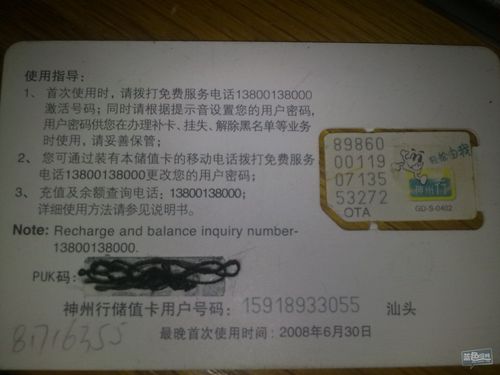 使用指导:
1、 首次使用时，请拨打免费服务电话13800138000
激活号码；同时请根据提示音设置您的用户密码，
用户密码供您在办理补卡、挂失、解除黑名单等业务
时使用，请妥善保管；
2、 您可通过装有本储值卡的移动电话拨打免费服务
电话13800138000更改您的用户密码；
3、 充值及余额查询电话：13800138000；
详细使用方法请参见说明书。
Note: Recharge and balance inquiry number-
13800138000.
PUK码:
神州行储值卡用户号码: 15918933055 汕头
最晚首次使用时间：2008年6月30日
81716355
89860
00119
07135
53272
OTA
轻松由我
神州行
GD-S-0402